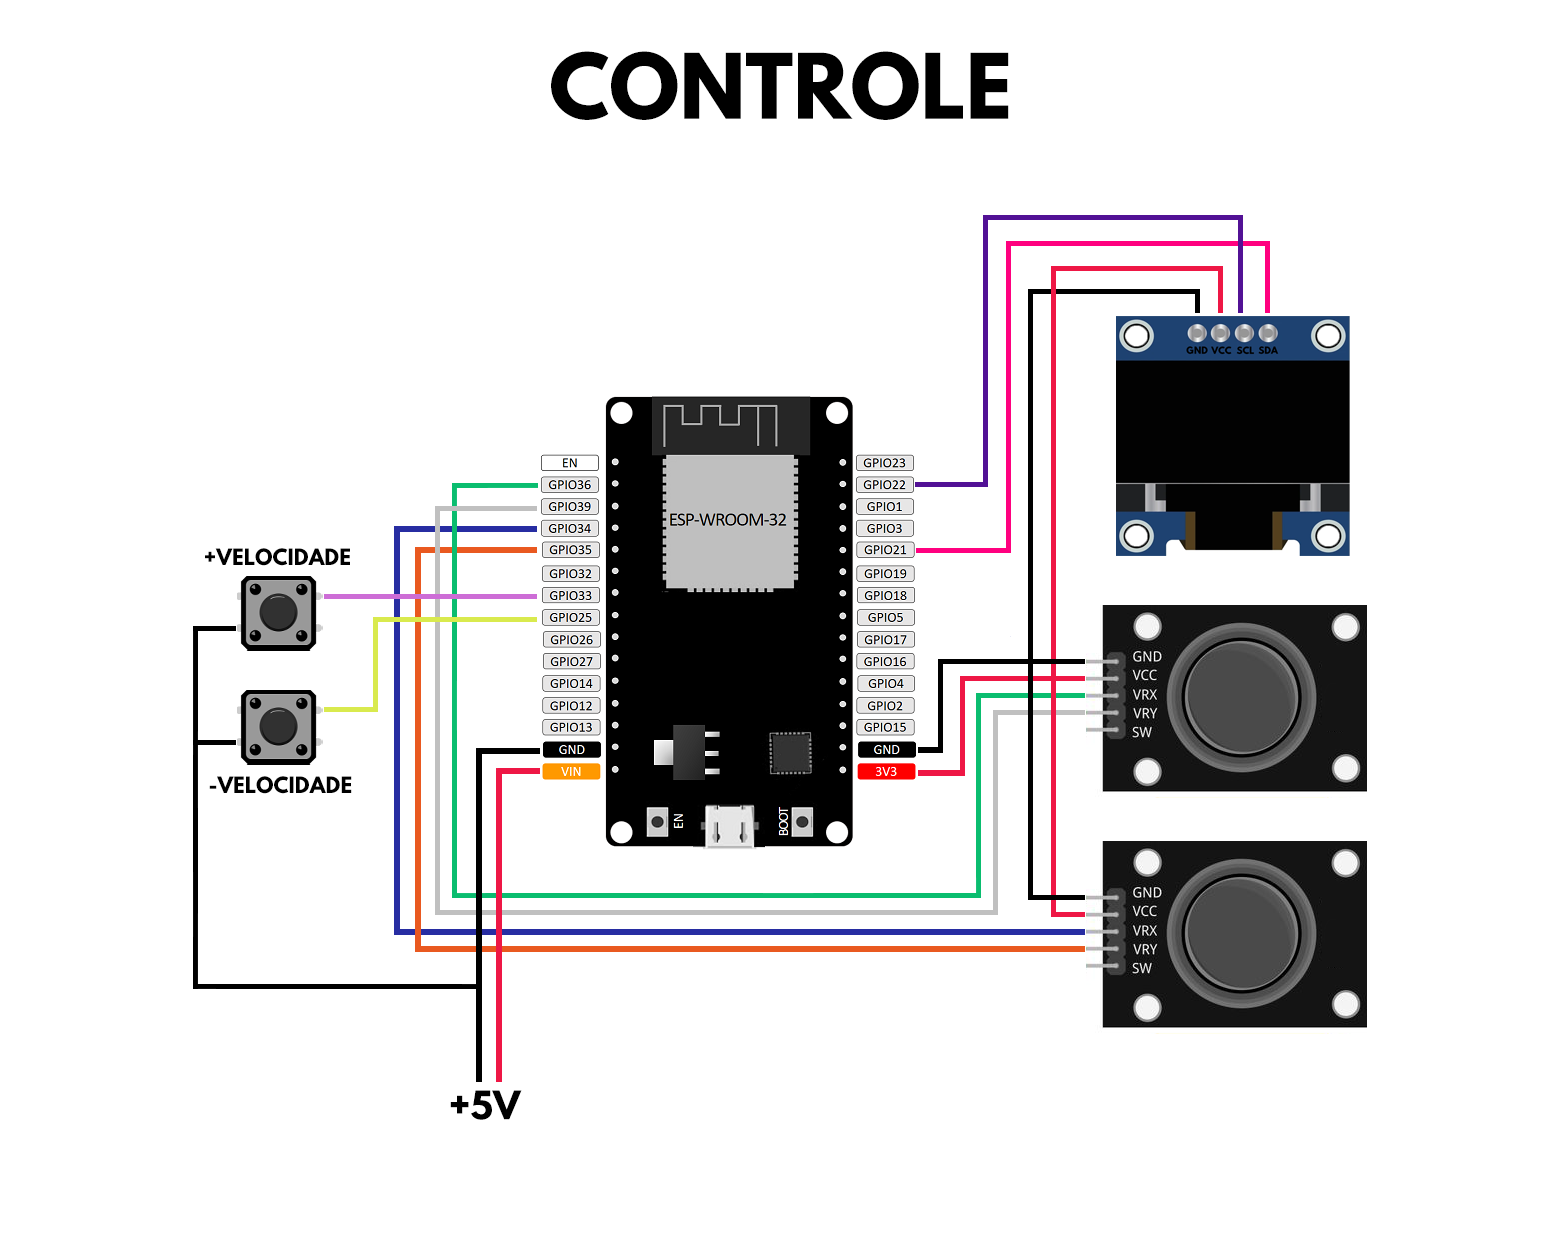 CONTROLE
GND VCC SCL SDA
EN
GPIO36
GPIO39
GPIO34
GPIO35
GPIO32
GPIO33
GPIO25
GPIO26
GPIO27
GPIO14
GPIO12
GPIO13
GND
VIN
ESP-WROOM-32
EN
BOOT
GPIO23
GPIO22
GPIO1
GPIO3
GPIO21
GPIO19
GPIO18
GPIO5
GPIO17
GPIO16
GPIO4
GPIO2
GPIO15
GND
3V3
+VELOCIDADE
-VELOCIDADE
GND
VCC
VRX
VRY
SW
GND
VCC
VRX
VRY
SW
+5V